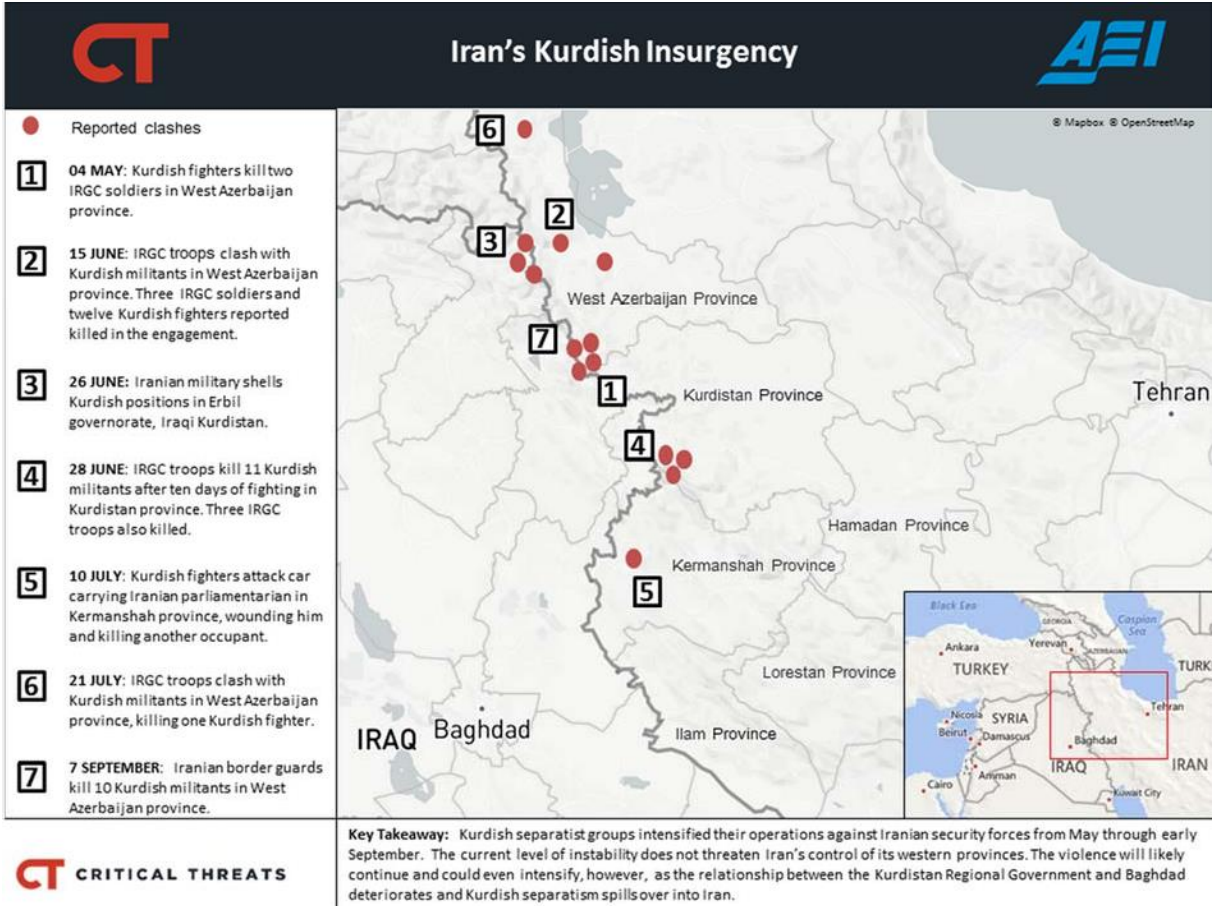 CT
Iran's Kurdish Insurgency
AEI
Reported clashes
1
04 MAY: Kurdish fighters kill two
IRGC soldiers in West Azerbaijan
province.
2
15 JUNE: IRGC troops clash with
Kurdish militants in West Azerbaijan
province. Three IRGC soldiers and
twelve Kurdish fighters reported
killed in the engagement.
3
26 JUNE: Iranian military shells
Kurdish positions in Erbil
governorate, Iraqi Kurdistan.
4
28 JUNE: IRGC troops kill 11 Kurdish
militants after ten days of fighting in
Kurdistan province. Three IRGC
troops also killed.
5
10 JULY: Kurdish fighters attack car
carrying Iranian parliamentarian in
Kermanshah province, wounding him
and killing another occupant.
6
21 JULY: IRGC troops clash with
Kurdish militants in West Azerbaijan
province, killing one Kurdish fighter.
7
7 SEPTEMBER: Iranian border guards
kill 10 Kurdish militants in West
Azerbaijan province.
© Mapbox © OpenStreetMap
6
2
3
West Azerbaijan Province
7
1
Kurdistan Province
Tehran
4
Hamadan Province
Kermanshah Province
5
Lorestan Province
Baghdad
IRAQ
Ilam Province
Black Sea
GEORGIA
Caspian
Sea
Ankara
Yerevan
AZERBAIJAN
TURKEY
TURK
Nicosia
SYRIA
Tehran
Beirut
Damascus
Baghdad
Amman
IRAQ
IRAN
Cairo
Kuwait City
CT CRITICAL THREATS
Key Takeaway: Kurdish separatist groups intensified their operations against Iranian security forces from May through early
September. The current level of instability does not threaten Iran's control of its western provinces. The violence will likely
continue and could even intensify, however, as the relationship between the Kurdistan Regional Government and Baghdad
deteriorates and Kurdish separatism spills over into Iran.